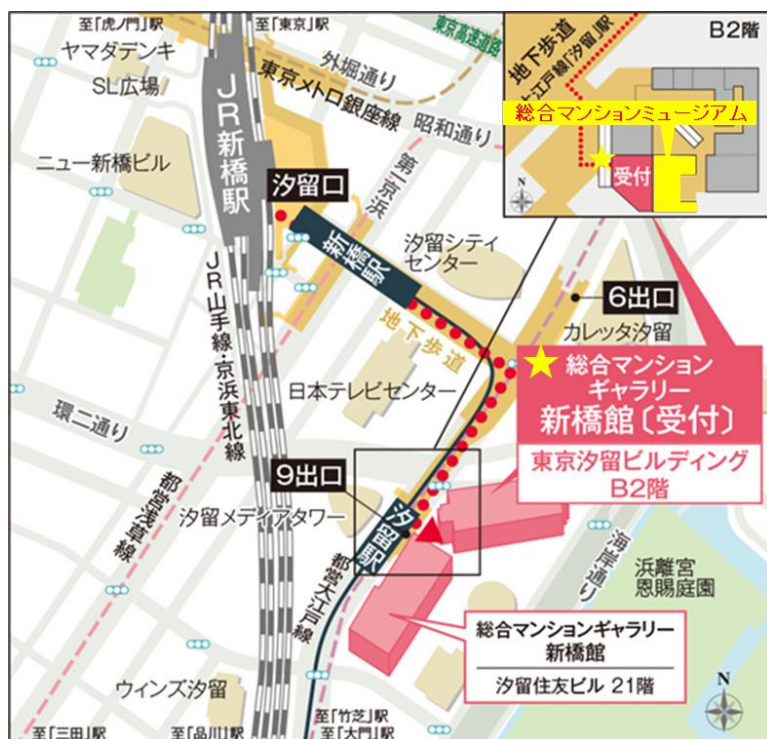 至「虎ノ門」駅
至「東京」駅
ヤマダデンキ
SL広場
外堀通り
東京メトロ銀座線
昭和通り
東京高速道路
JR新橋駅
ニュー新橋ビル
第一京浜
汐留口
新橋駅
汐留シティ
センター
地下歩道
6出口
カレッタ汐留
B2階
地下歩道
大江戸線「汐留」駅
総合マンションミュージアム
受付
N
JR山手線・京浜東北線
日本テレビセンター
総合マンション
ギャラリー
新橋館〔受付〕
東京汐留ビルディング
B2階
環二通り
9出口
汐留メディアタワー
汐留駅
都営浅草線
都営大江戸線
海岸通り
浜離宮
恩賜庭園
総合マンションギャラリー
新橋館
汐留住友ビル 21階
ウィンズ汐留
N
至「三田」駅
至「品川」駅
至「竹芝」駅
至「大門」駅